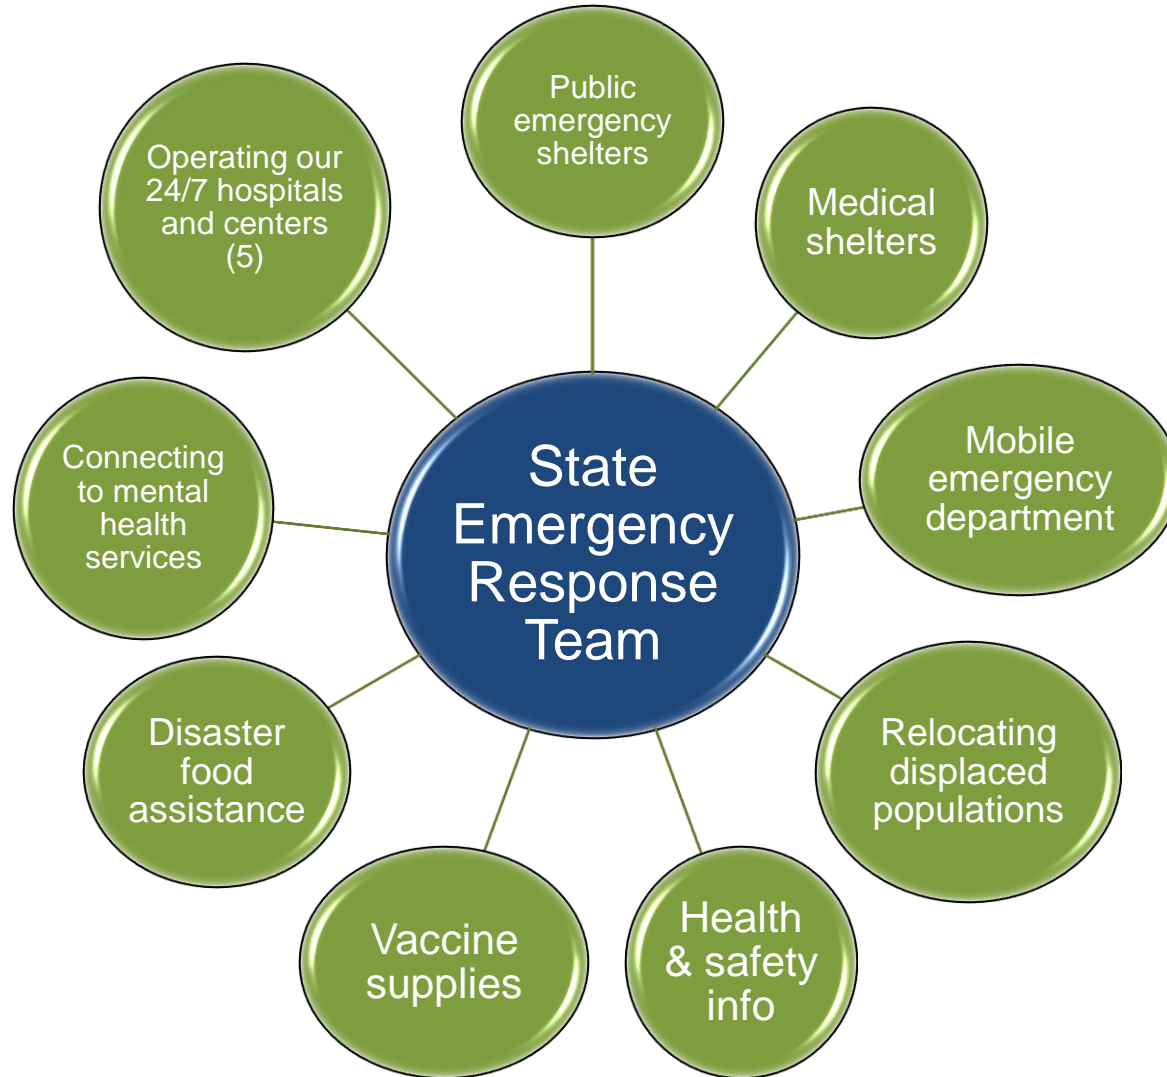 Public
emergency
shelters
Medical
shelters
Mobile
emergency
department
Relocating
displaced
populations
Health
& safety
info
Vaccine
supplies
Disaster
food
assistance
Connecting
to mental
health
services
Operating our
24/7 hospitals
and centers
(5)
State
Emergency
Response
Team